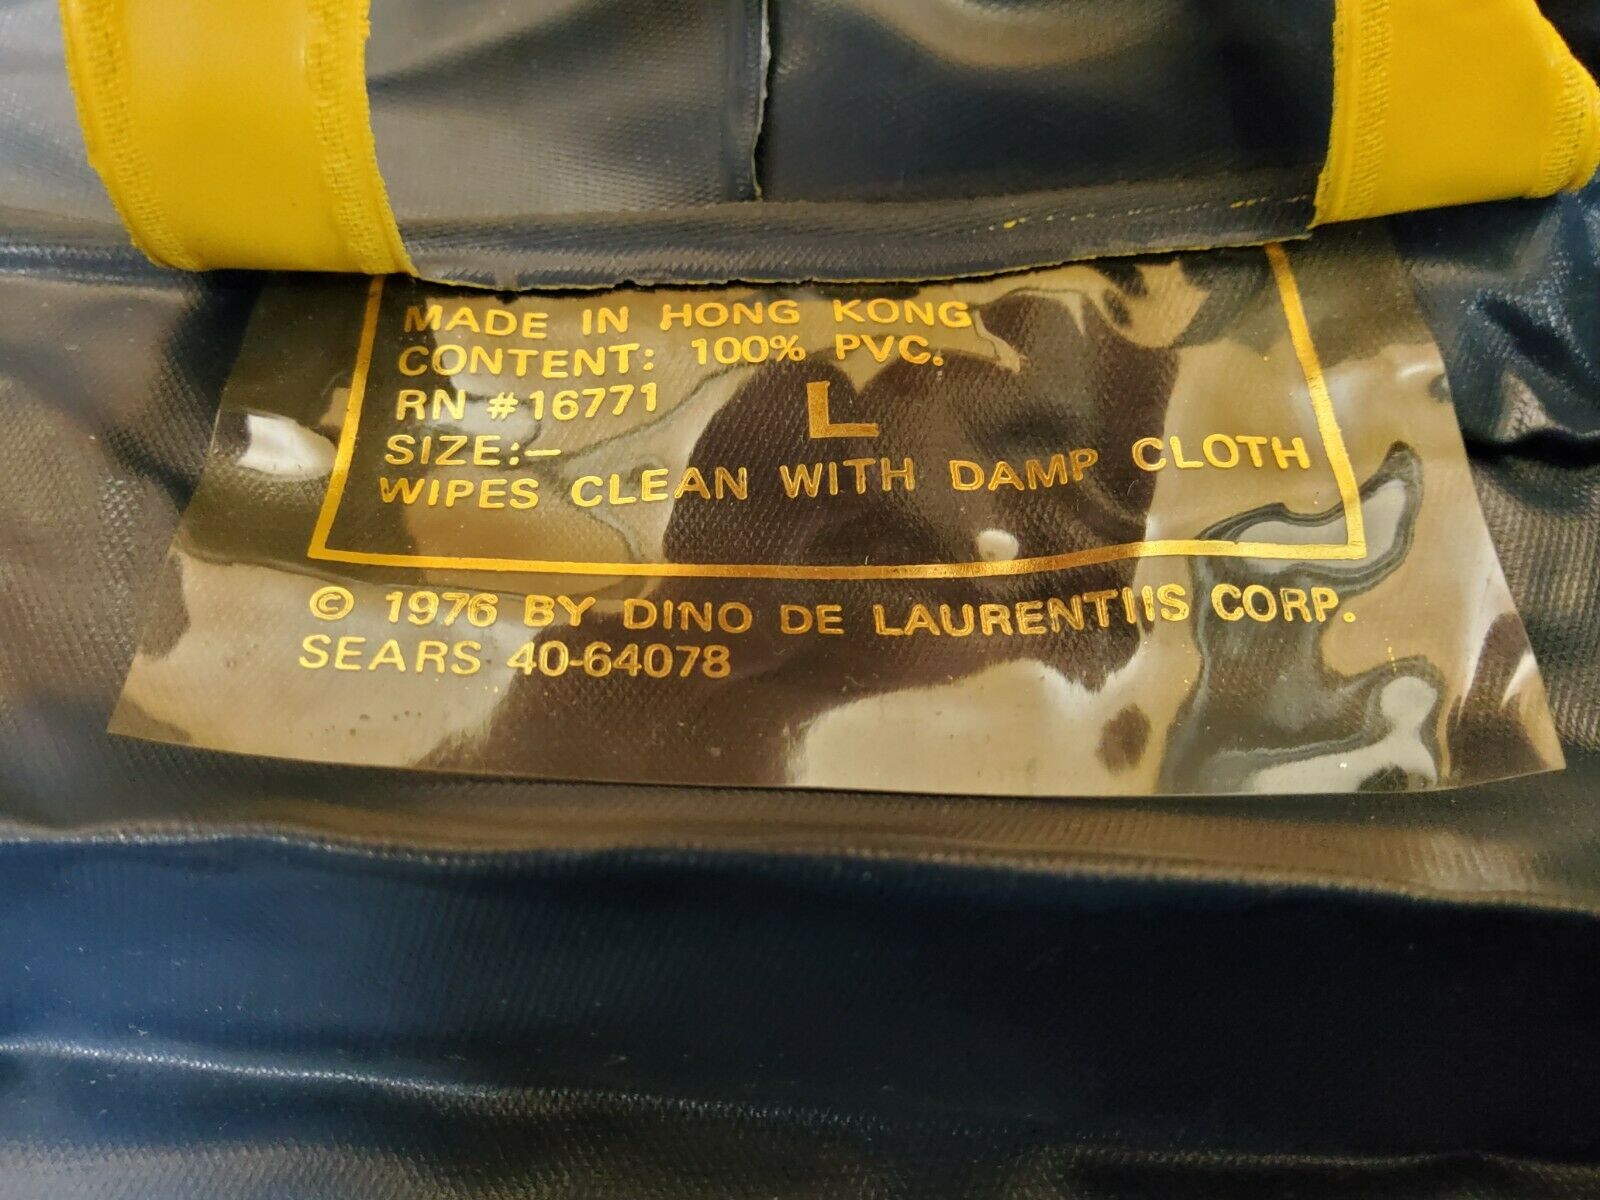 MADE IN HONG KONG
CONTENT: 100% PVC.
RN #16771
SIZE:— L
WIPES CLEAN WITH DAMP CLOTH
© 1976 BY DINO DE LAURENTIIS CORP.
SEARS 40-64078